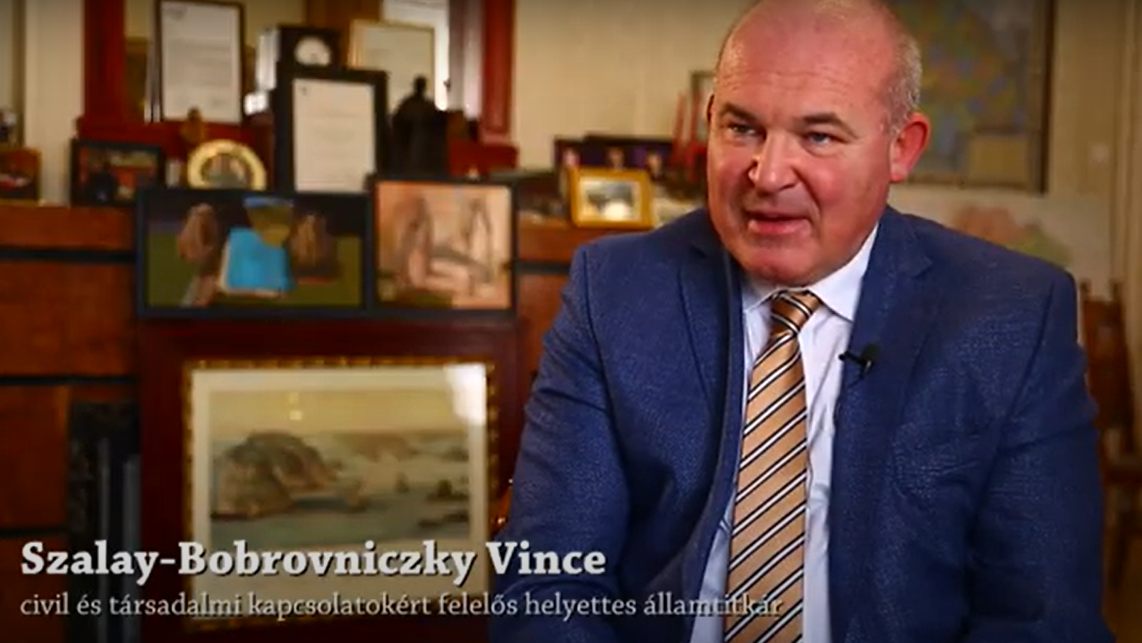 Szalay-Bobrovniczky Vince
civil és társadalmi kapcsolatokért felelős helyettes államtitkár